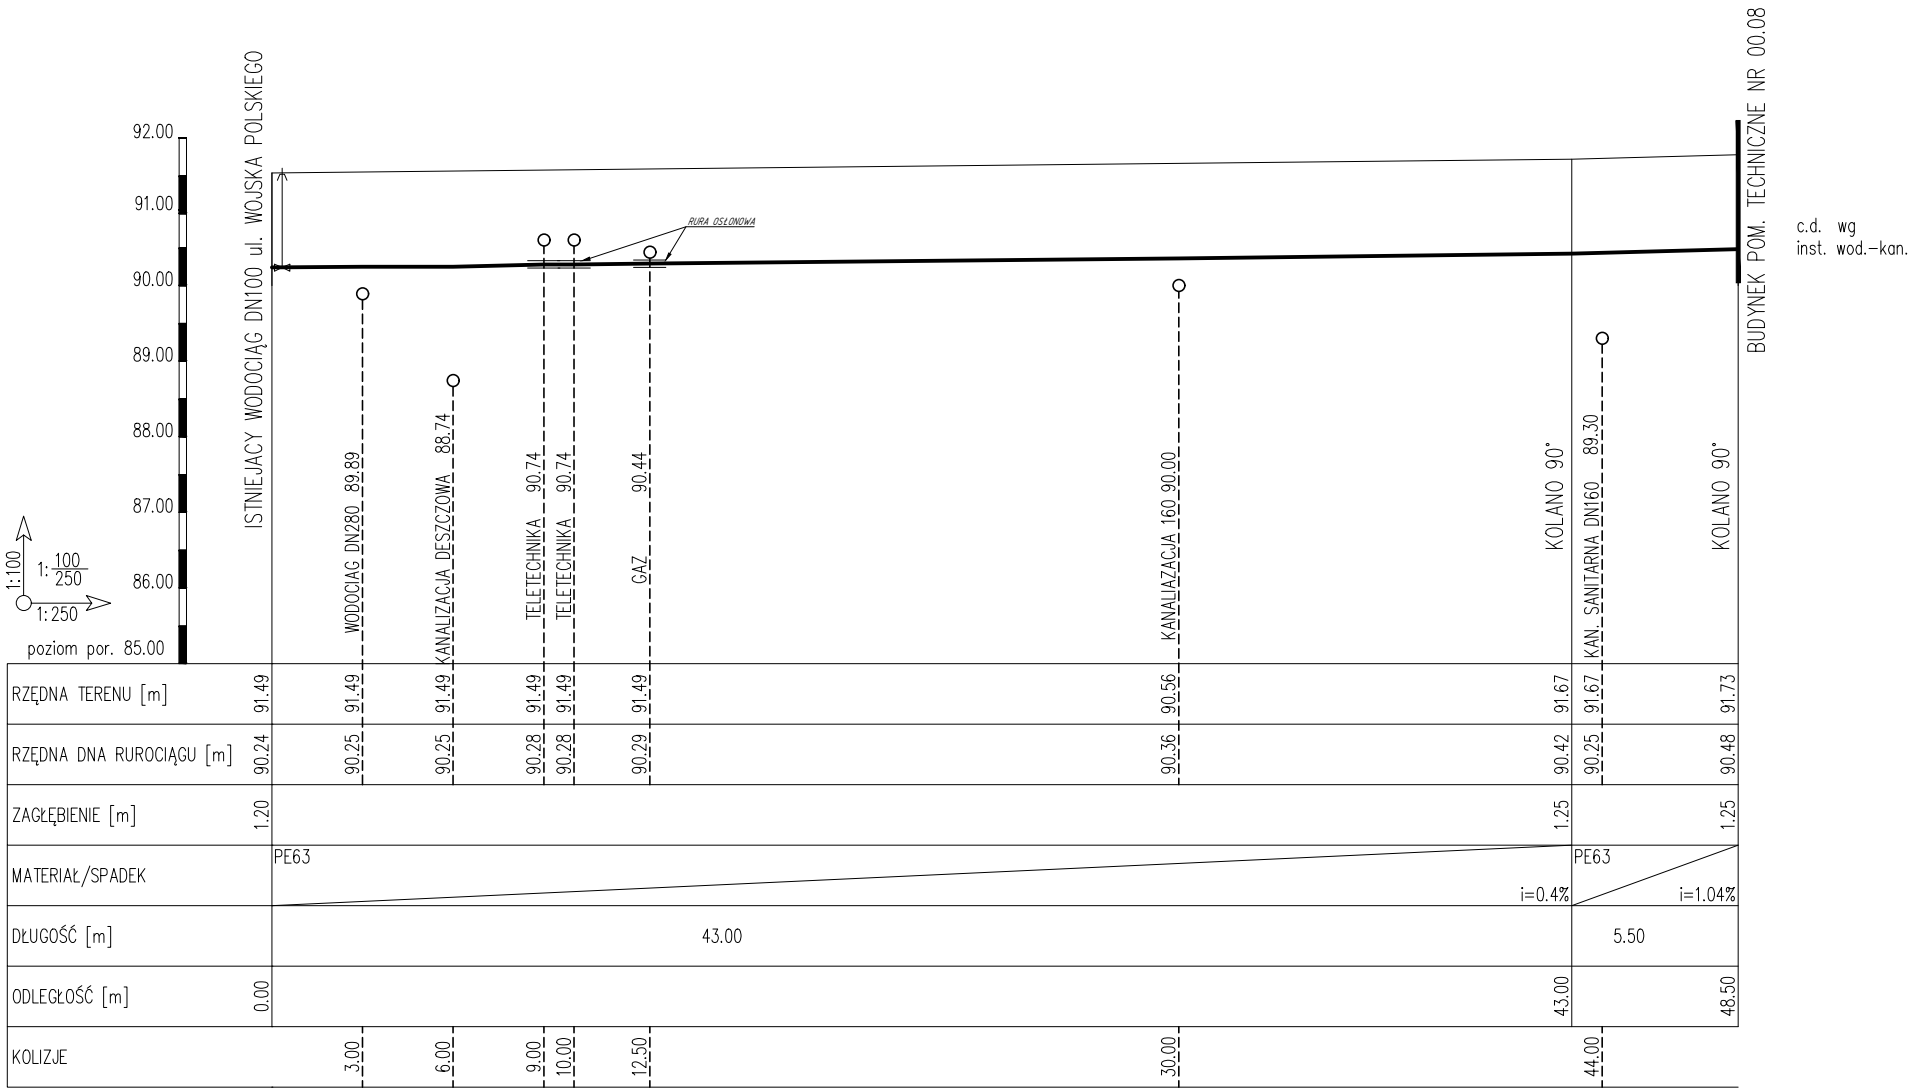 ISTNIEJACY WODOCIĄG DN100 ul. WOJSKA POLSKIEGO
BUDYNEK POM. TECHNICZNE NR 00.08
c.d. wg
inst. wod.-kan.
RURA OSŁONOWA
92.00
91.00
90.00
89.00
88.00
87.00
86.00
poziom por. 85.00
1:100
1:100/250
1:250
WODOCIAG DN280 89.89
KANALIZACJA DESZCZOWA 88.74
TELETECHNIKA 90.74
TELETECHNIKA 90.74
GAZ 90.44
KANALIAZACJA 160 90.00
KOLANO 90°
KAN. SANITARNA DN160 89.30
KOLANO 90°
RZĘDNA TERENU [m] 91.49 91.49 91.49 91.49 91.49 91.49 90.56 91.67 91.67 91.73
RZĘDNA DNA RUROCIĄGU [m] 90.24 90.25 90.25 90.28 90.28 90.29 90.36 90.42 90.25 90.48
ZAGŁĘBIENIE [m] 1.20 1.25 1.25
MATERIAŁ/SPADEK PE63 i=0.4% PE63 i=1.04%
DŁUGOŚĆ [m] 43.00 5.50
ODLEGŁOŚĆ [m] 0.00 43.00 48.50
KOLIZJE 3.00 6.00 9.00 10.00 12.50 30.00 44.00